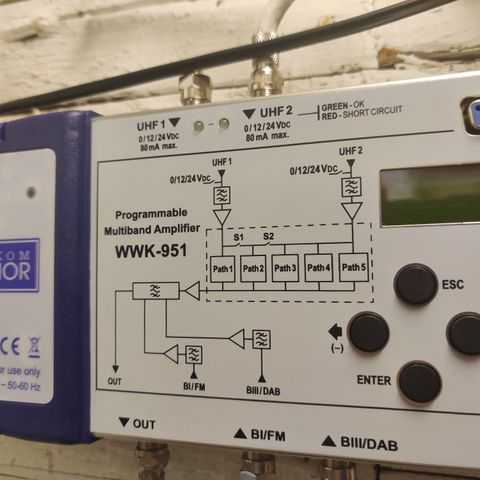 UHF 1 ▼
0/12/24 VDC
80 mA max.
▼ UHF 2
0/12/24 VDC
80 mA max.
GREEN - OK
RED - SHORT CIRCUIT
UHF 1
0/12/24 VDC
UHF 2
0/12/24 VDC
Programmable
Multiband Amplifier
WWK-951
S1
S2
Path 1
Path 2
Path 3
Path 4
Path 5
OUT
BI/FM
BIII/DAB
ESC
(−)
ENTER
KOM
IOR
CE
or use only
~ 50-60 Hz
▼ OUT
▲ BI/FM
▲ BIII/DAB